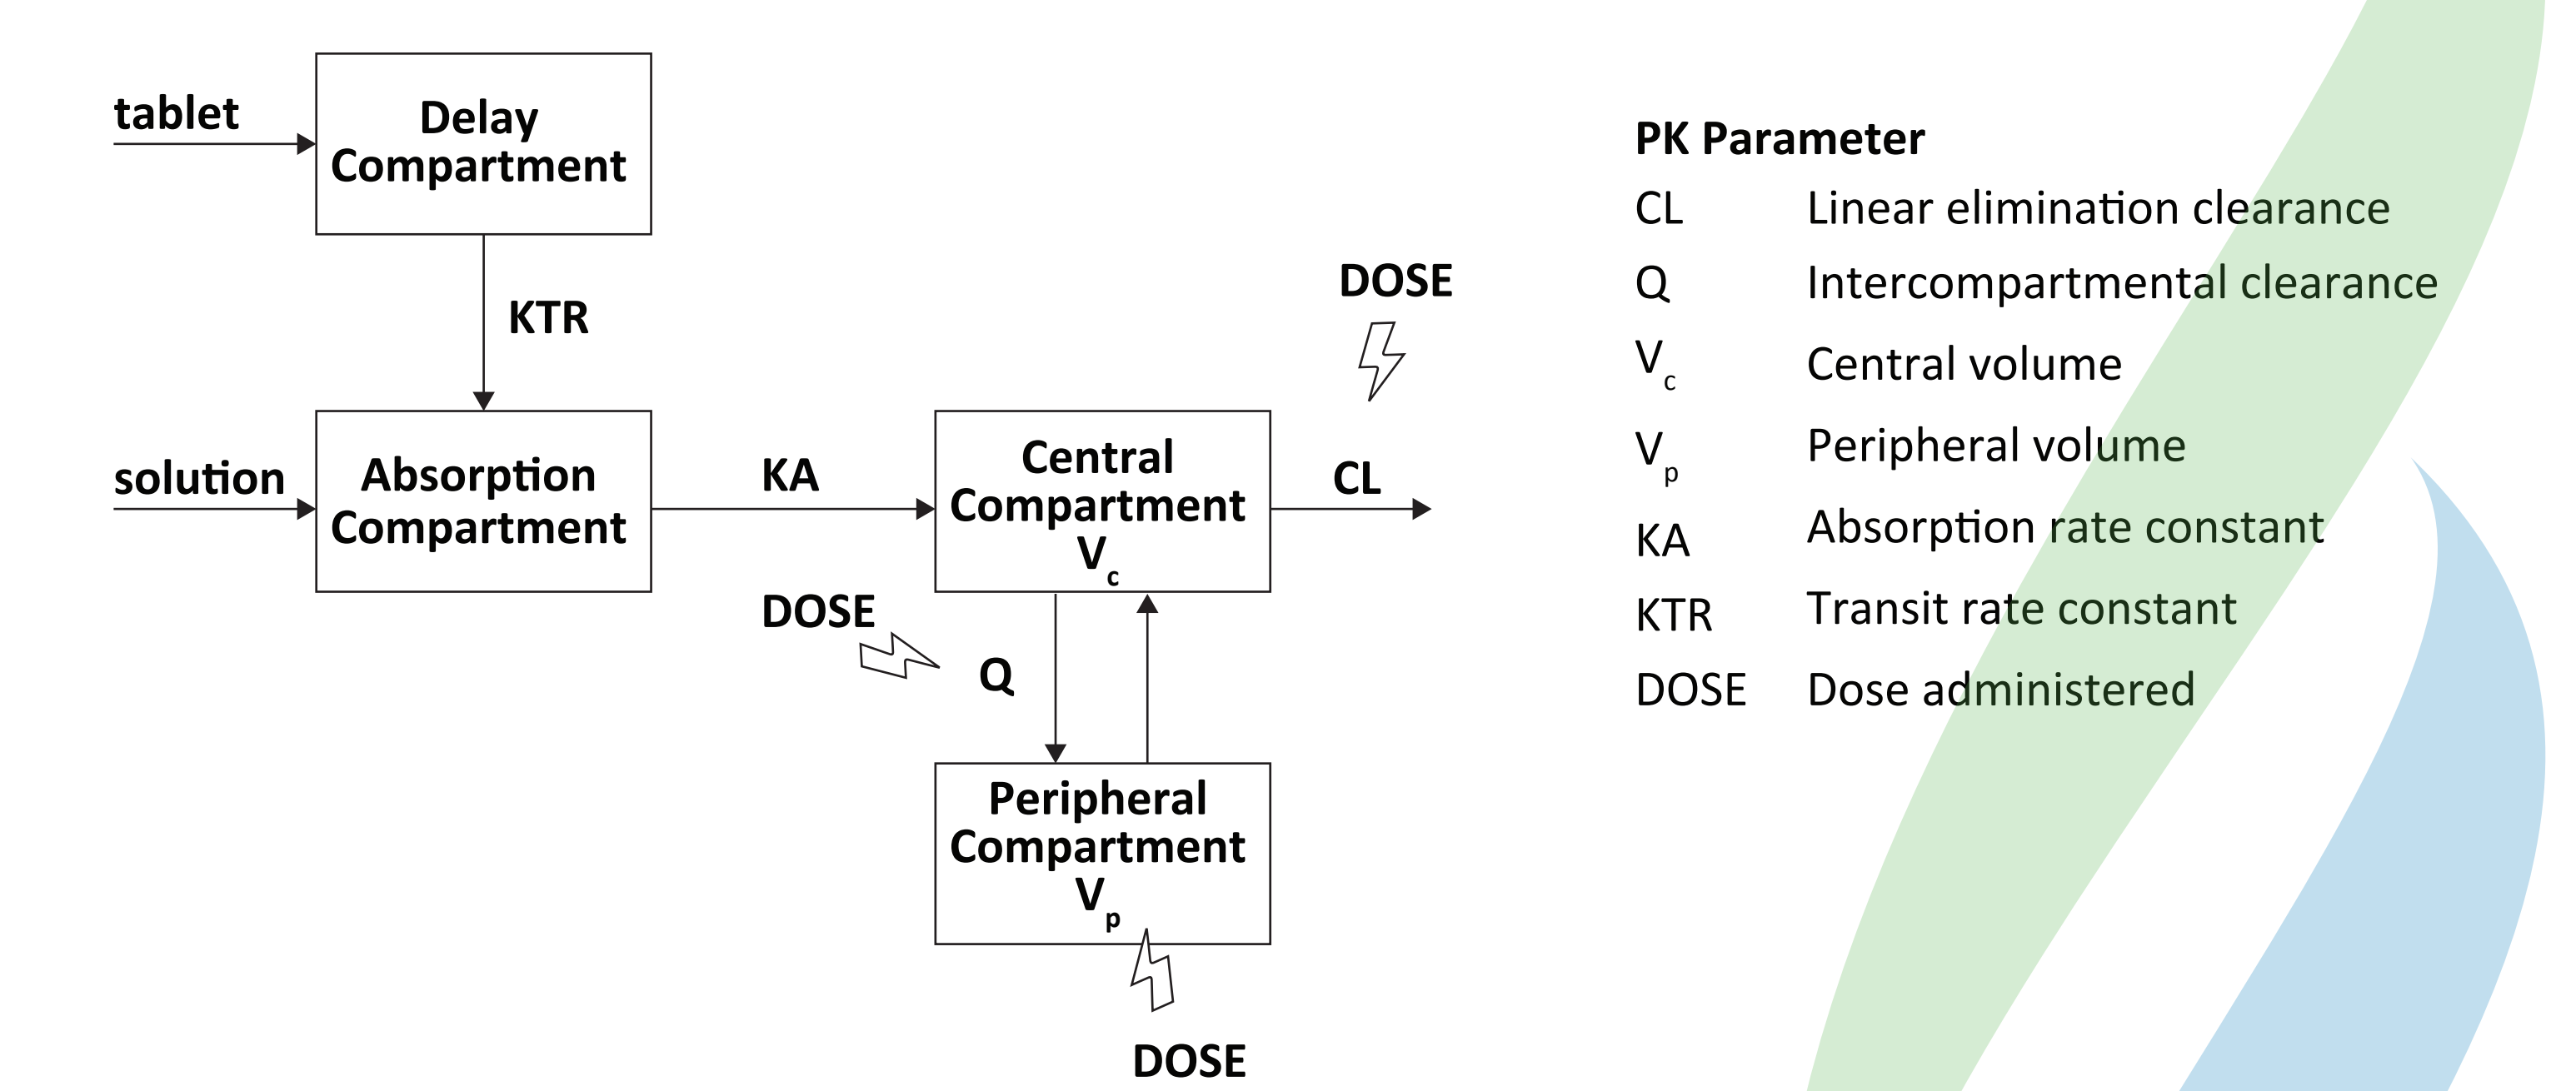 tablet
Delay
Compartment
KTR
solution
Absorption
Compartment
KA
Central
Compartment
Vc
DOSE
CL
DOSE
Q
Peripheral
Compartment
Vp
DOSE
PK Parameter
CL Linear elimination clearance
Q Intercompartmental clearance
Vc Central volume
Vp Peripheral volume
KA Absorption rate constant
KTR Transit rate constant
DOSE Dose administered